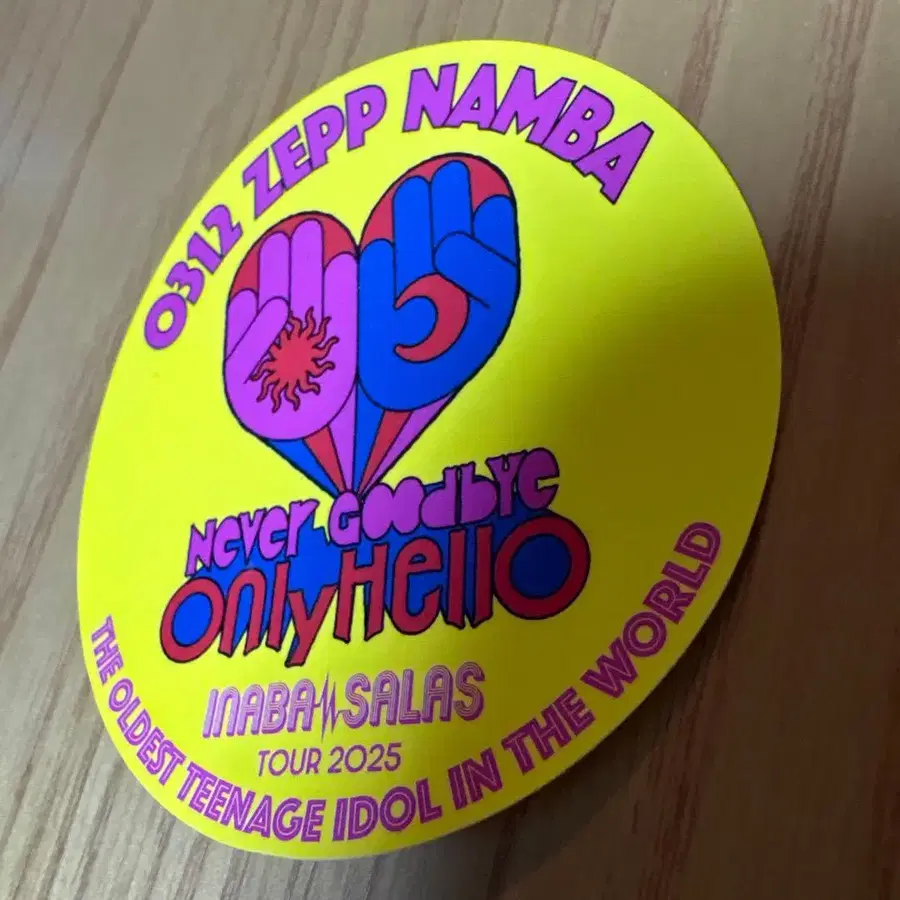 0312 ZEPP NAMBA
Never Goodbye
Only Hello
INABA SALAS
TOUR 2025
THE OLDEST TEENAGE IDOL IN THE WORLD